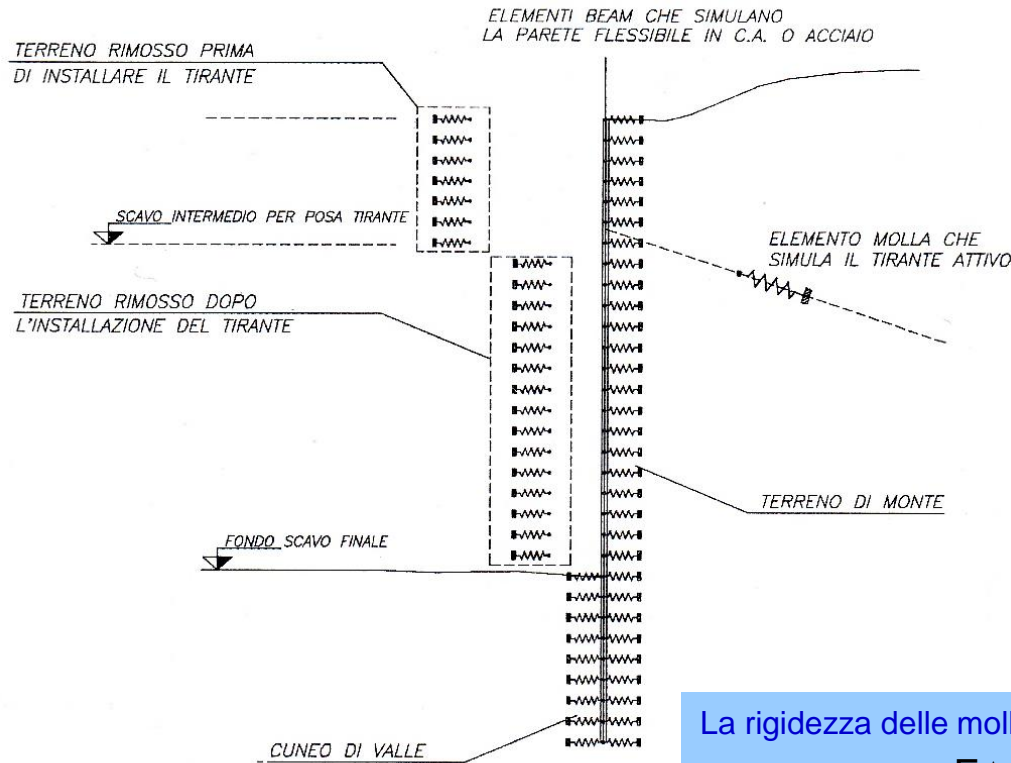 ELEMENTI BEAM CHE SIMULANO
LA PARETE FLESSIBILE IN C.A. O ACCIAIO
TERRENO RIMOSSO PRIMA
DI INSTALLARE IL TIRANTE
SCAVO INTERMEDIO PER POSA TIRANTE
ELEMENTO MOLLA CHE
SIMULA IL TIRANTE ATTIVO
TERRENO RIMOSSO DOPO
L'INSTALLAZIONE DEL TIRANTE
TERRENO DI MONTE
FONDO SCAVO FINALE
La rigidezza delle
CUNEO DI VALLE